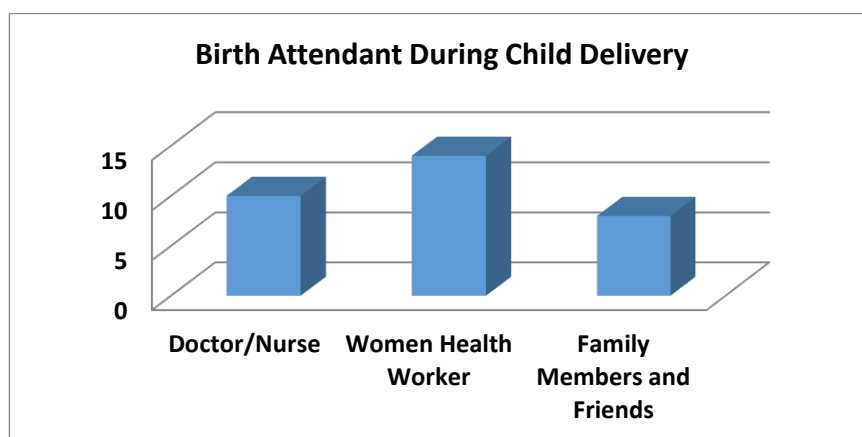 Birth Attendant During Child Delivery
15
10
5
0
Doctor/Nurse
Women Health
Worker
Family
Members and
Friends